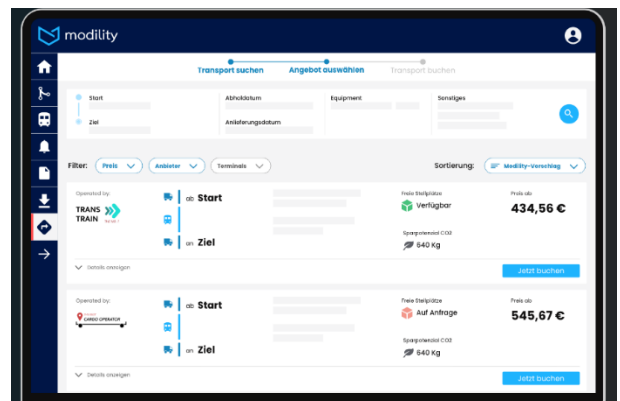 modility
Transport suchen Angebot auswählen Transport buchen
Start Abholdatum Equipment Sonstiges
Ziel Anlieferungsdatum
Filter: Preis Anbieter Terminals Sortierung: Modility-Vorschlag
Operated by: ab Start Freie Stellplätze Preis ab
TRANS TRAIN Verfügbar 434,56 €
Sparpotenzial CO2
an Ziel 640 Kg
Details anzeigen Jetzt buchen
Operated by: ab Start Freie Stellplätze Preis ab
CARGO OPERATOR Auf Anfrage 545,67 €
Sparpotenzial CO2
an Ziel 640 Kg
Details anzeigen Jetzt buchen